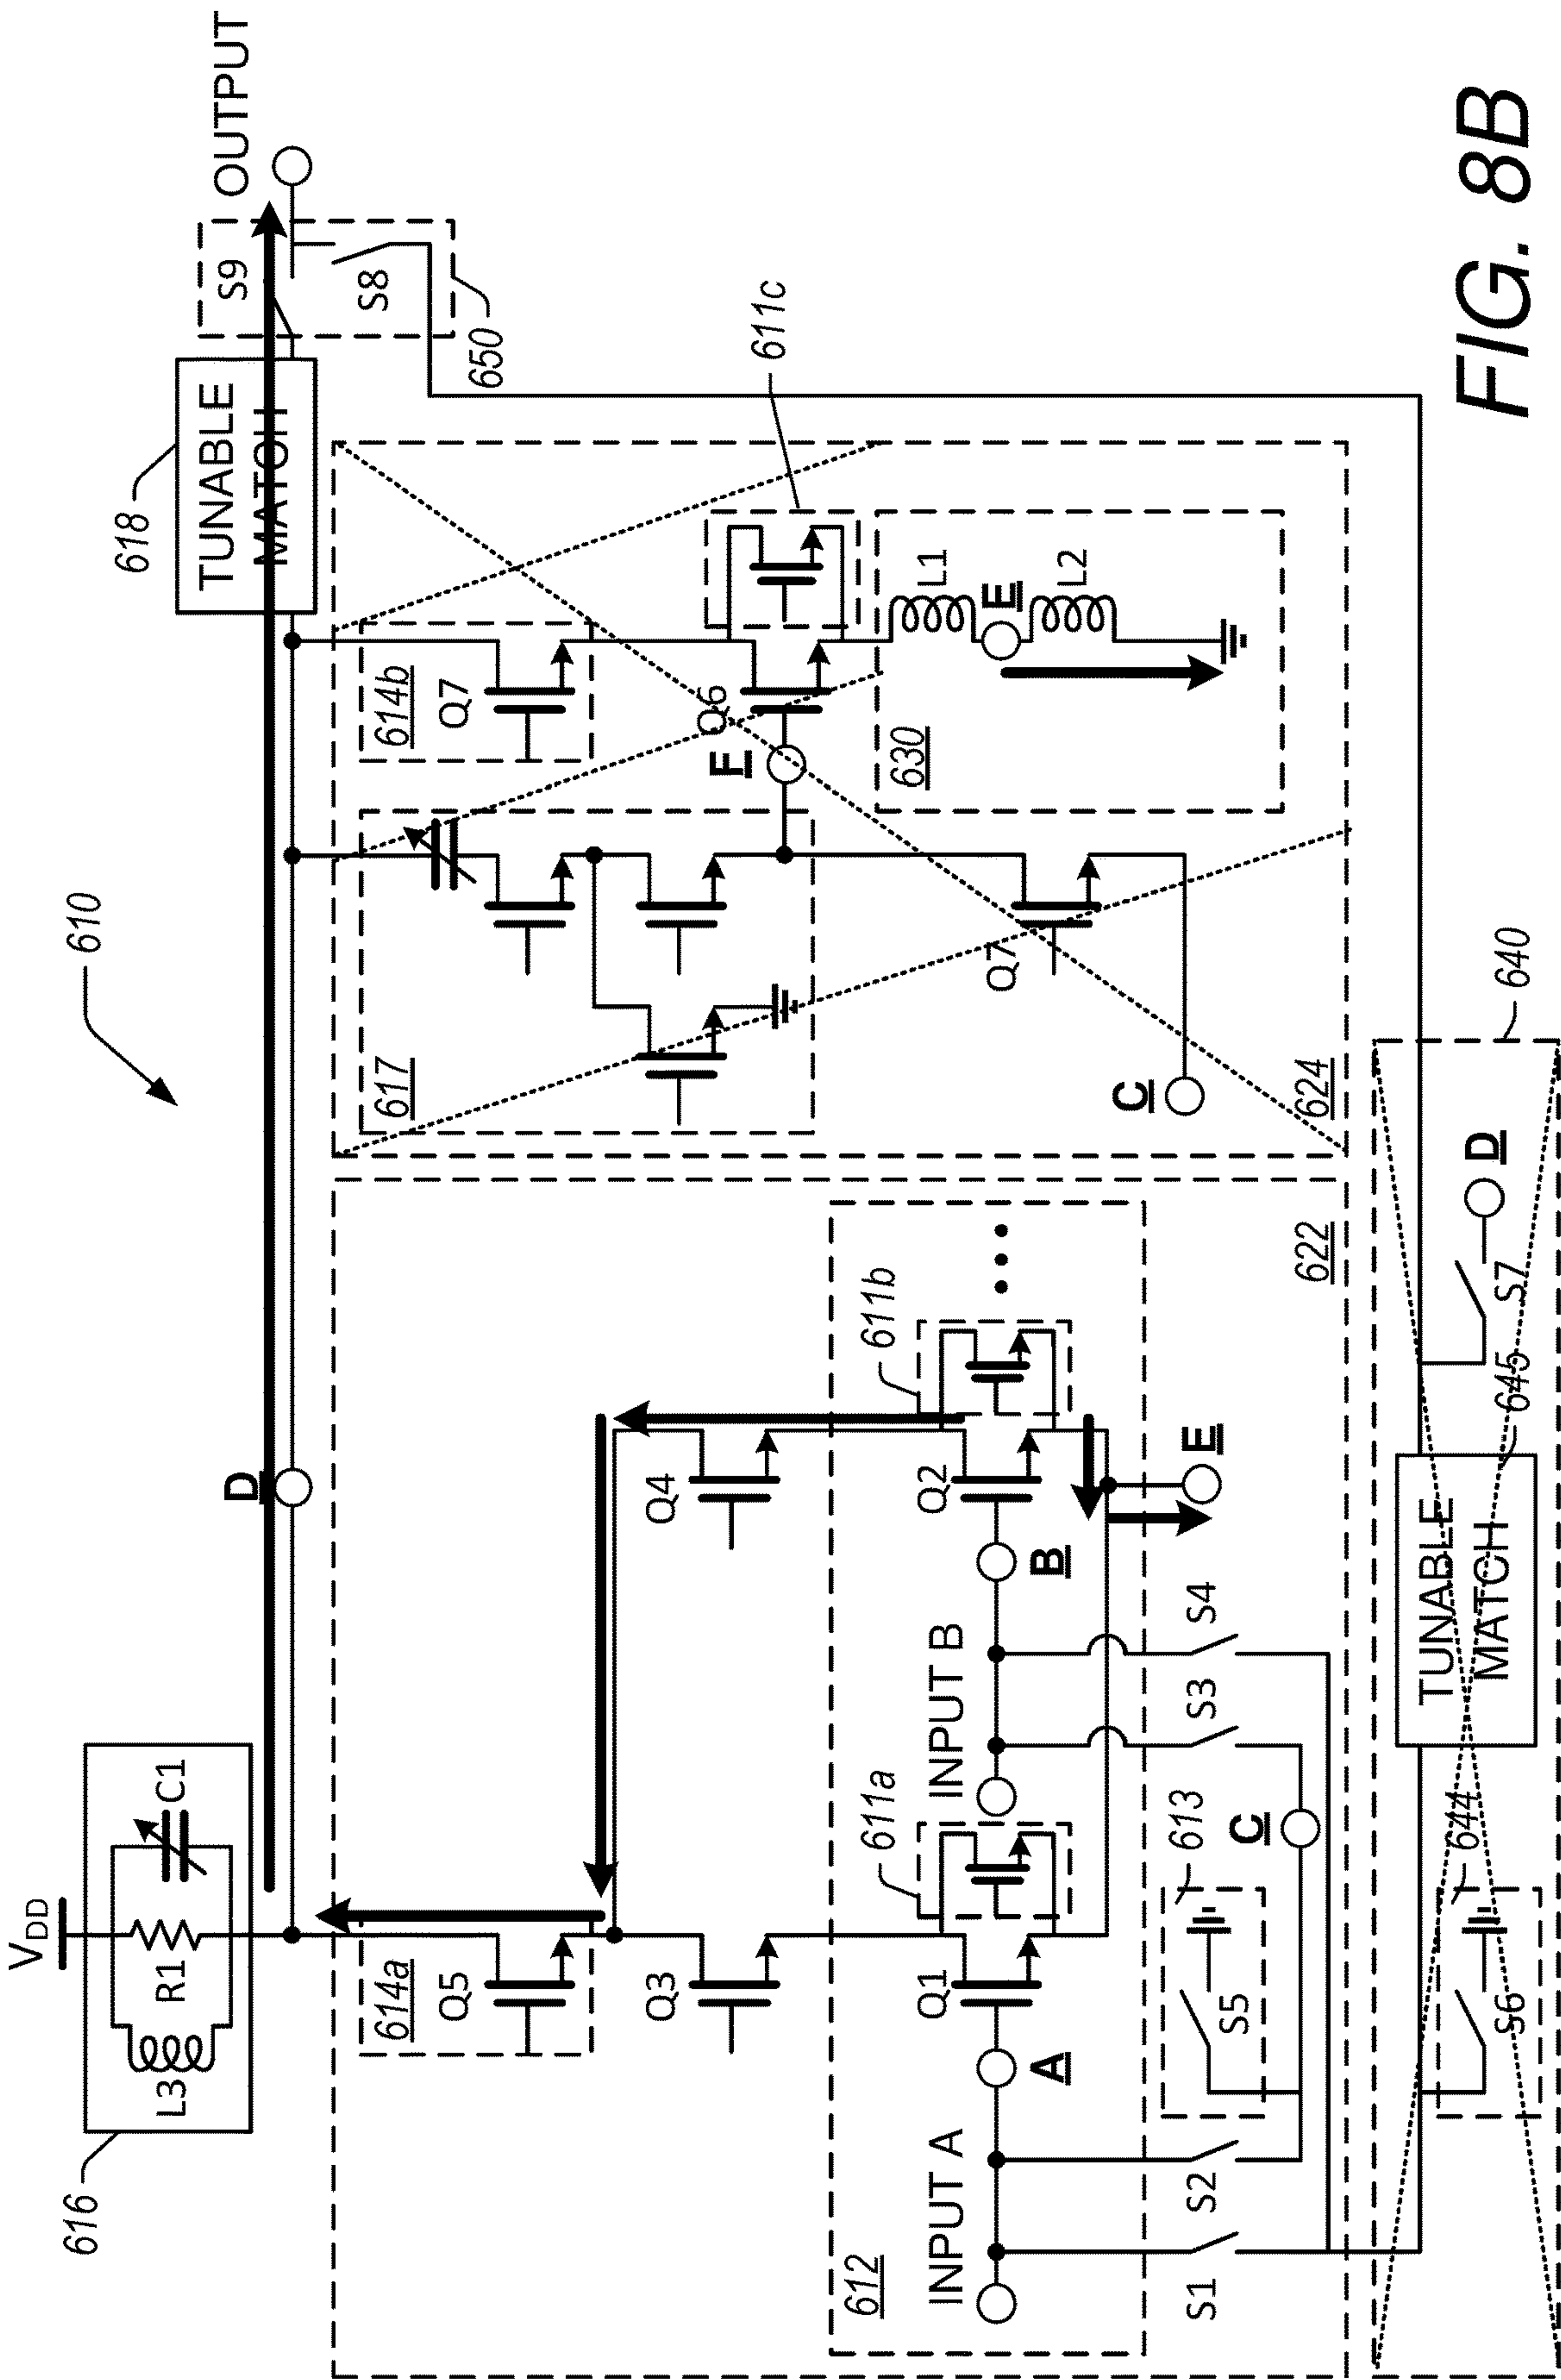 610
V_DD
616
L3
R1
C1
D
618
TUNABLE
MATCH
S9
OUTPUT
S8
650
614a
Q5
Q3
Q4
617
614b
Q7
Q6
F
611c
630
L1
E
L2
Q7
C
624
612
INPUT A
A
Q1
611a
INPUT B
B
Q2
611b
...
E
622
S1
S2
S5
613
C
S3
S4
640
S6
644
TUNABLE
MATCH
645
S7
D
FIG. 8B